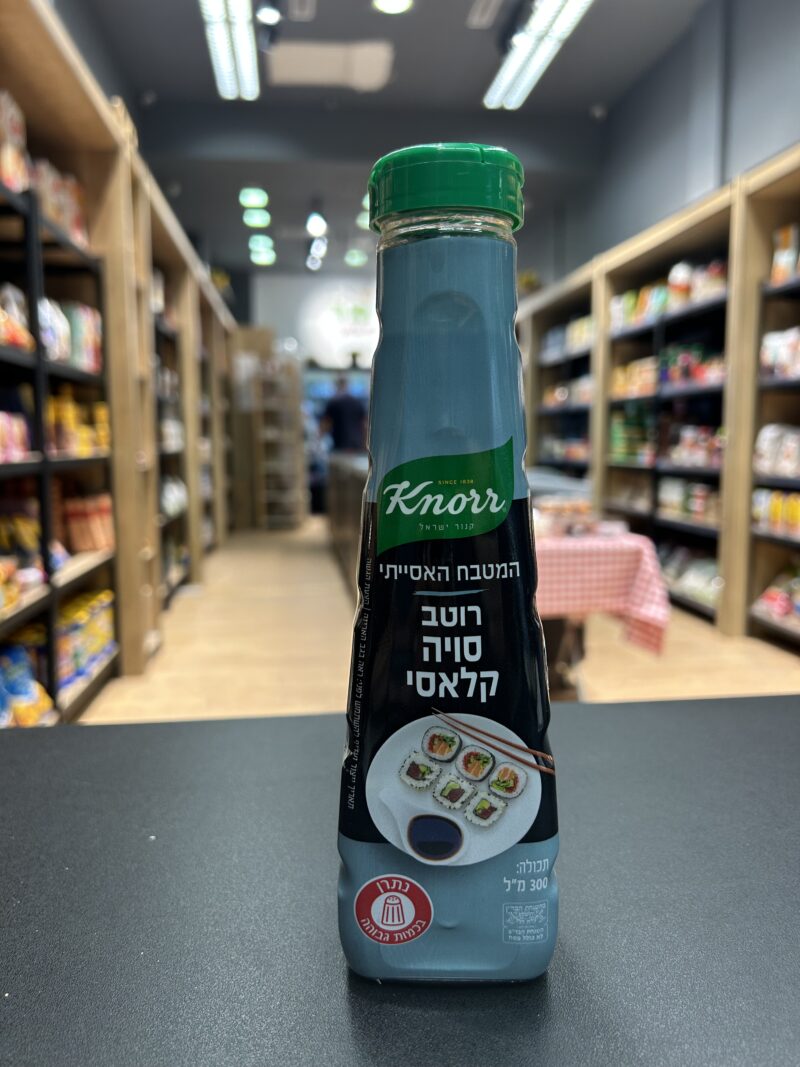 SINCE 1838
Knorr
קנור ישראל
המטבח האסייתי
רוטב
סויה
קלאסי
תכולה:
300 מ"ל
נתרן
בכמות גבוהה